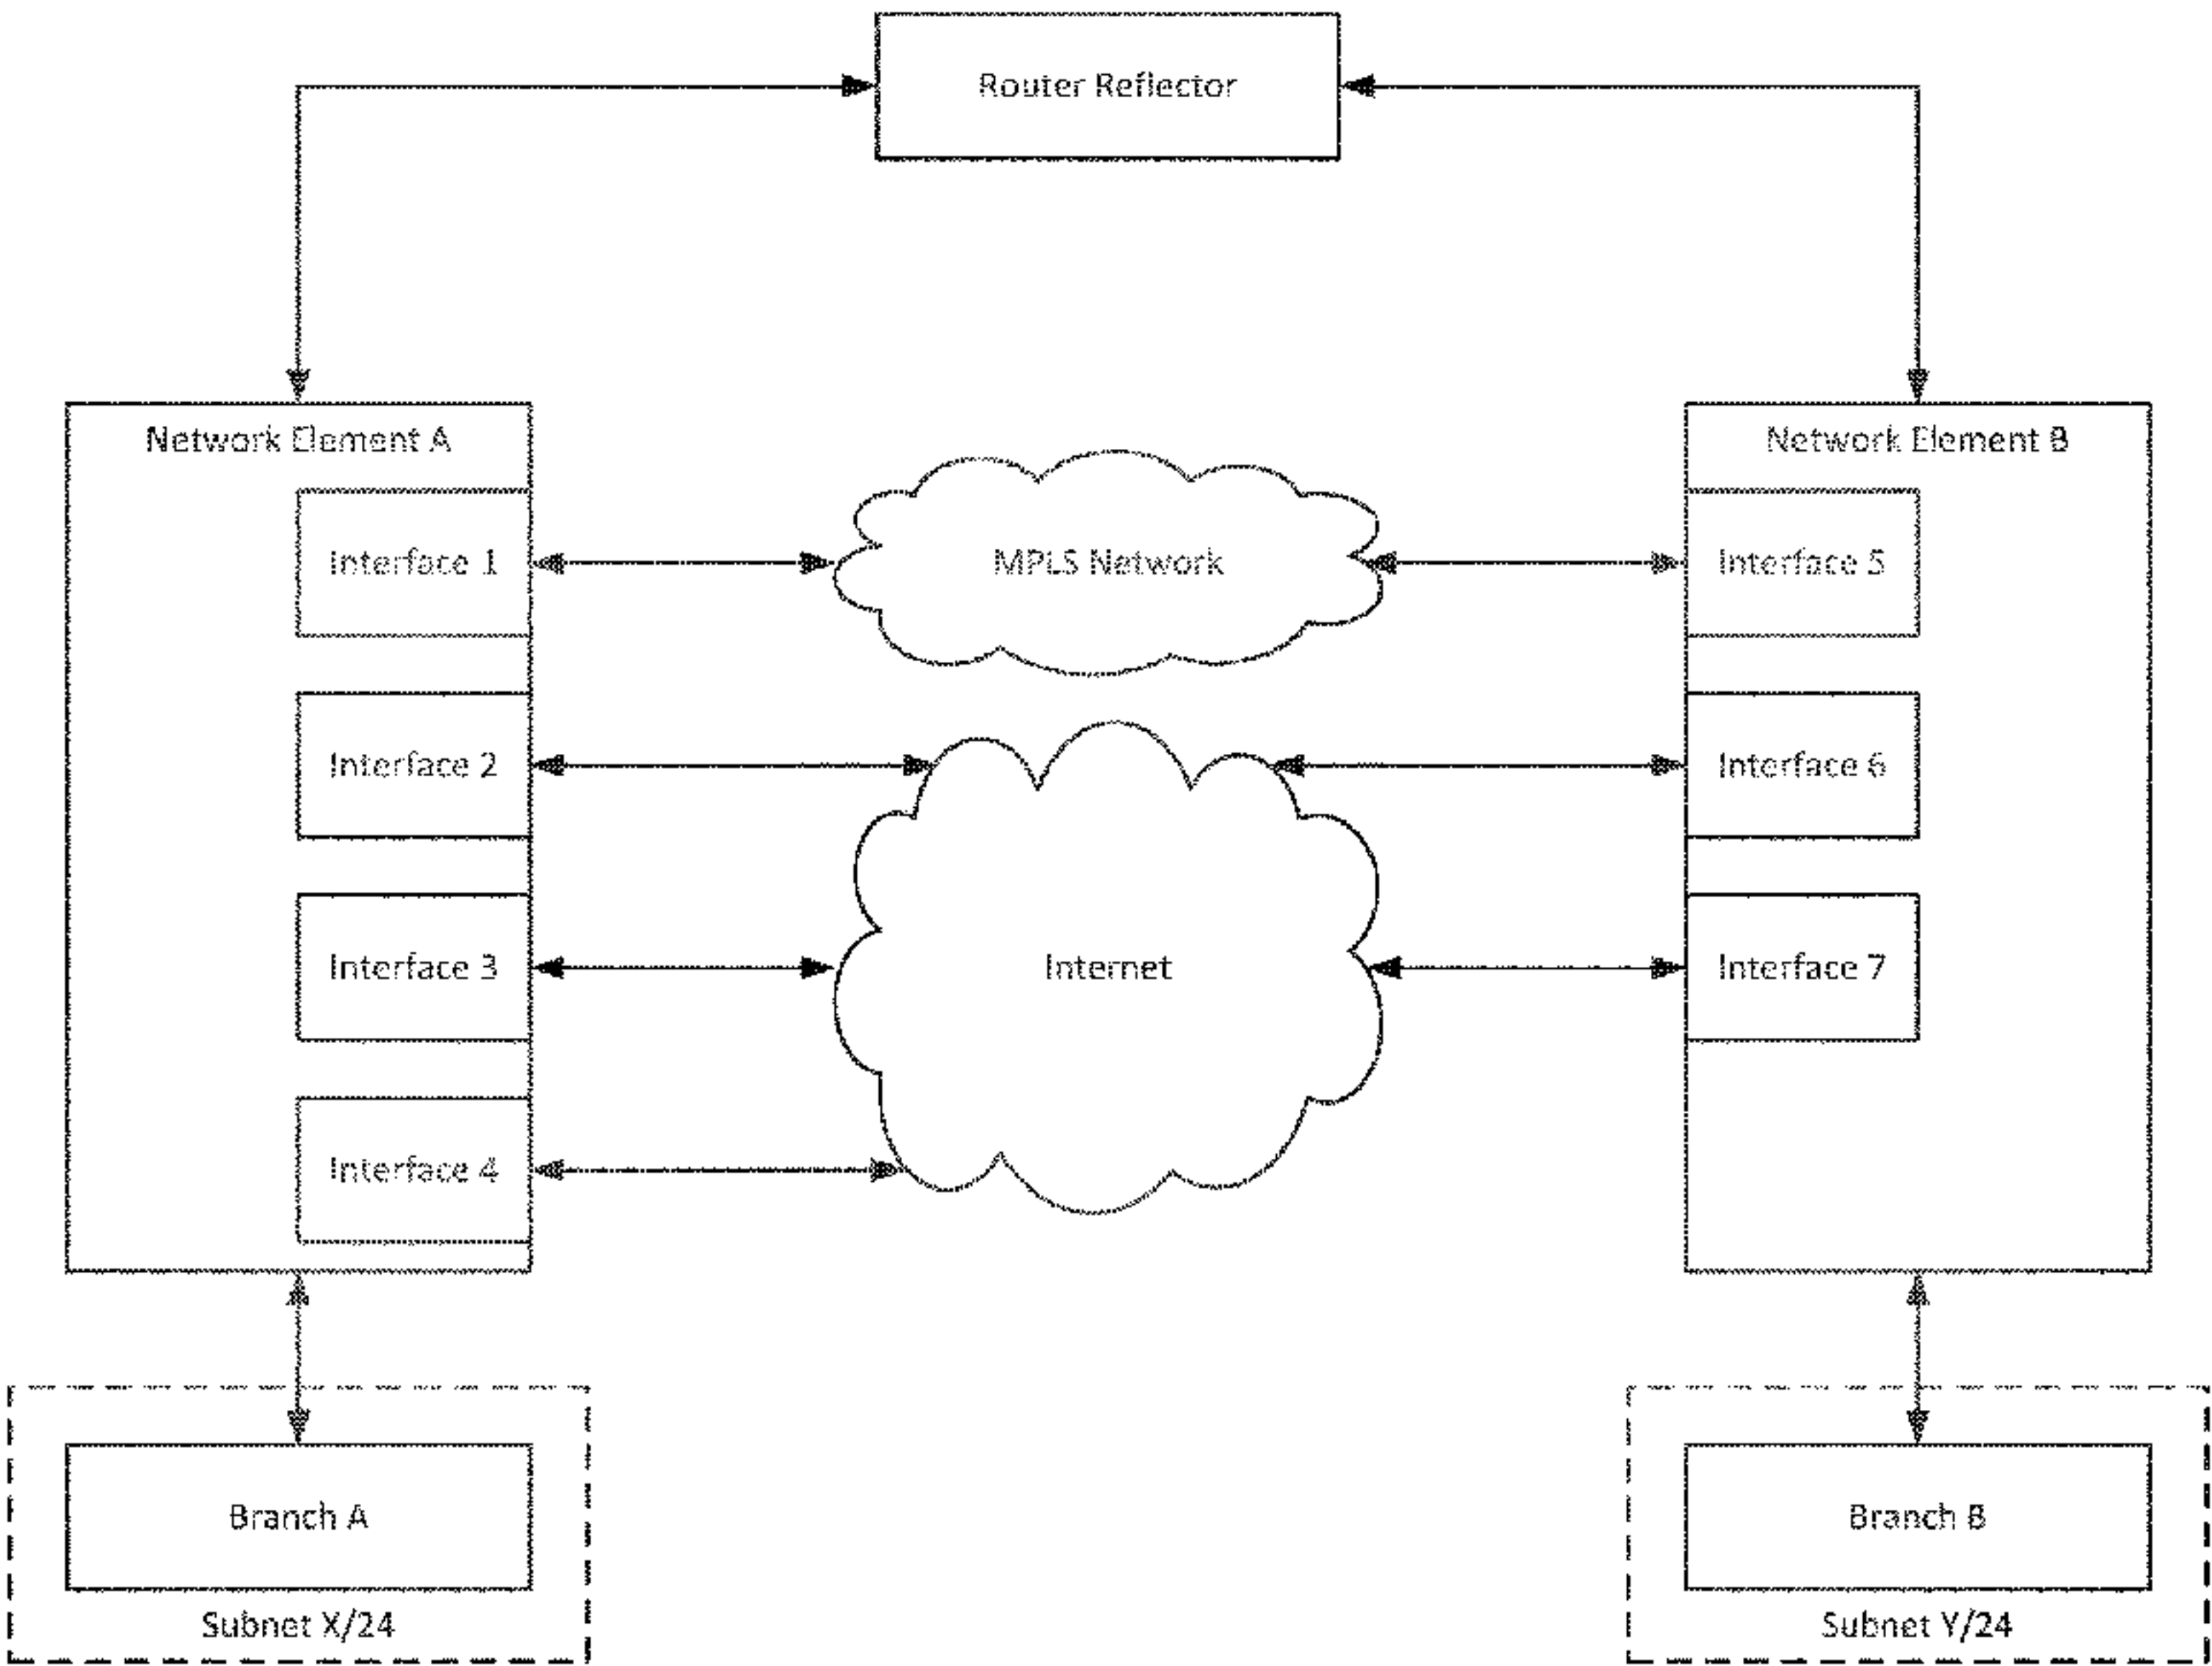 Router Reflector
Network Element A
Network Element B
Interface 1
MPLS Network
Interface 5
Interface 2
Interface 6
Interface 3
Internet
Interface 7
Interface 4
Branch A
Branch B
Subnet X/24
Subnet Y/24